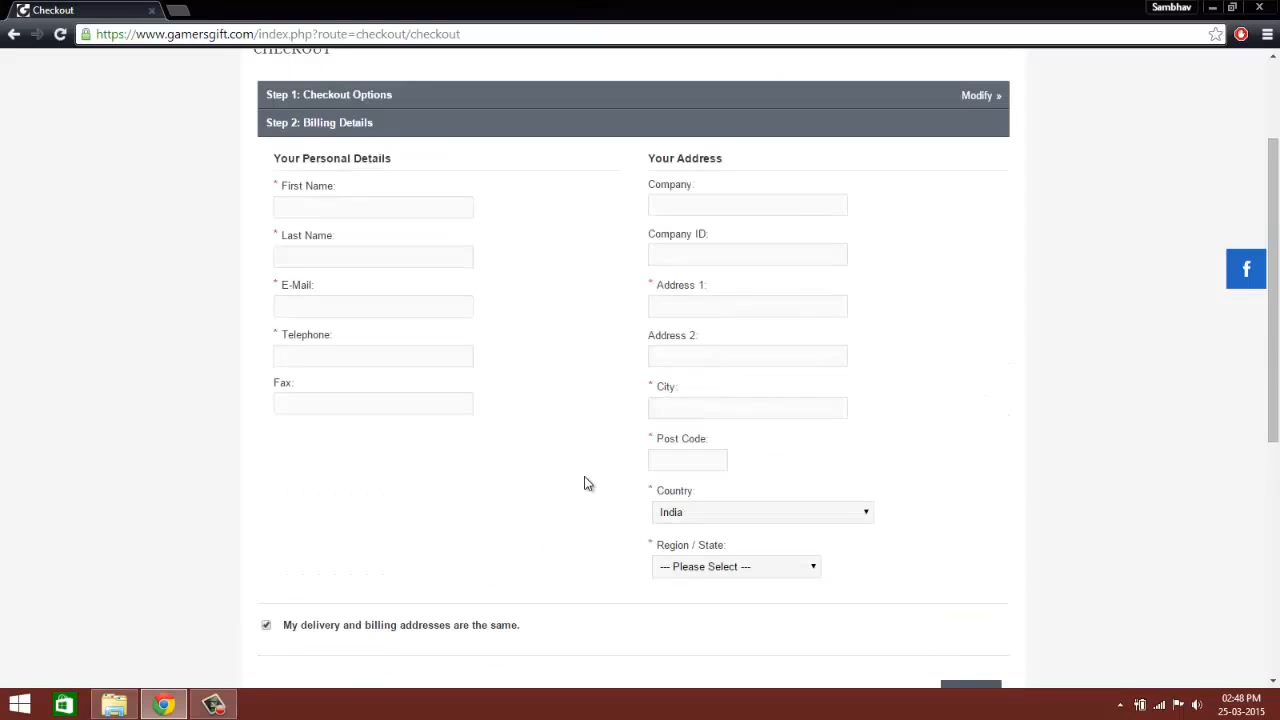 Checkout
Sambhav
https://www.gamersgift.com/index.php?route=checkout/checkout
CHECKOUT
Step 1: Checkout Options
Modify »
Step 2: Billing Details
Your Personal Details
* First Name:
* Last Name:
* E-Mail:
* Telephone:
Fax:
Your Address
Company:
Company ID:
* Address 1:
Address 2:
* City:
* Post Code:
* Country:
India
* Region / State:
--- Please Select ---
My delivery and billing addresses are the same.
f
02:48 PM
25-03-2015